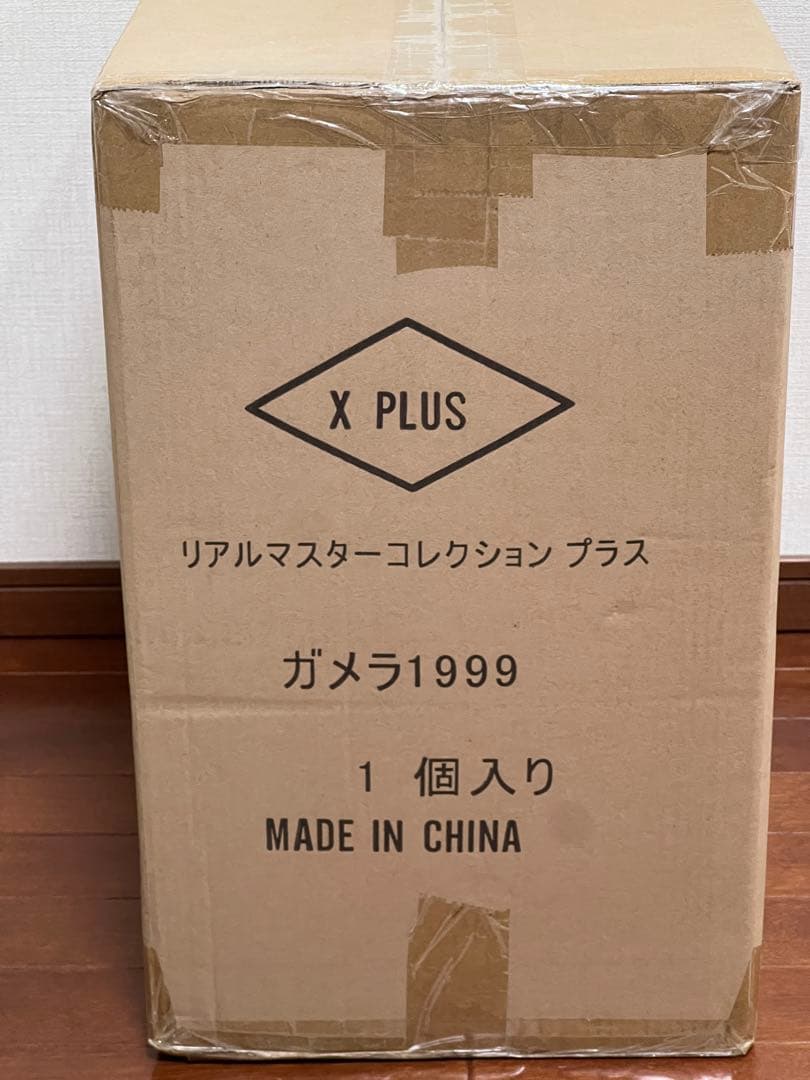 X PLUS
リアルマスターコレクション プラス
ガメラ1999
1 個入り
MADE IN CHINA